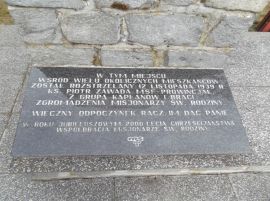 W TYM MIEJSCU
WŚRÓD WIELU OKOLICZNYCH MIESZKAŃCÓW
ZOSTAŁ ROZSTRZELANY 12 LISTOPADA 1939 R
KS. PIOTR ZAWADA MSF-PROWINCJAŁ
Z GRUPĄ KAPŁANÓW I BRACI
ZGROMADZENIA MISJONARZY ŚW. RODZINY
WIECZNY ODPOCZYNEK RACZ IM DAĆ PANIE
W ROKU JUBILEUSZOWYM 2000 LECIA CHRZEŚCIJAŃSTWA
WSPÓŁBRACIA MISJONARZE ŚW. RODZINY